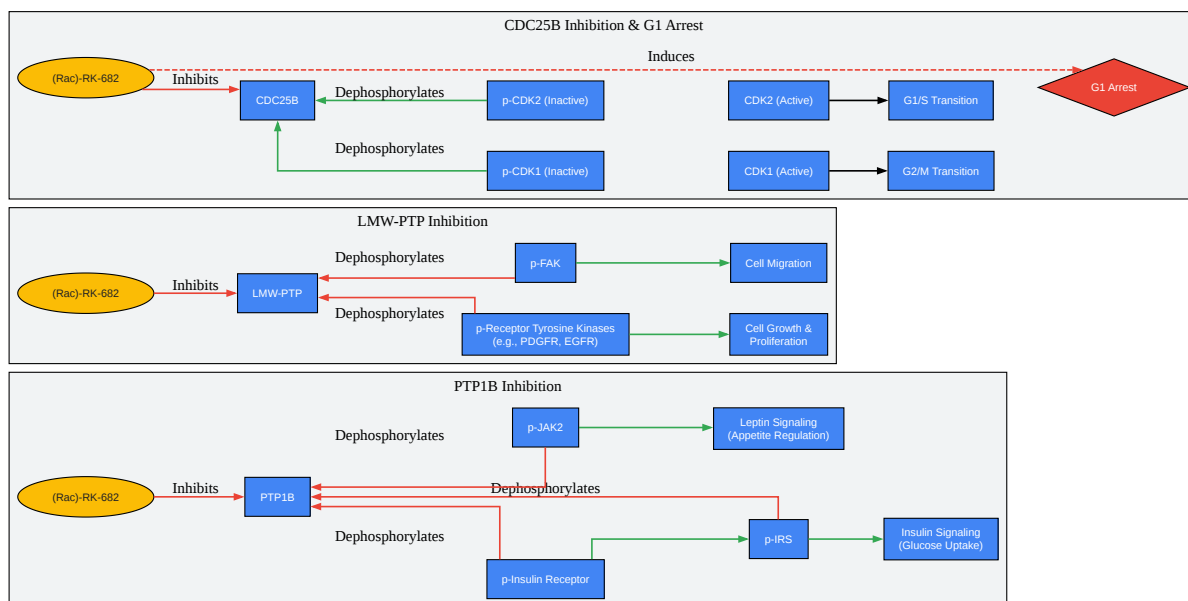 CDC25B Inhibition & G1 Arrest
Induces
(Rac)-RK-682
Inhibits
CDC25B
Dephosphorylates
p-CDK2 (Inactive)
CDK2 (Active)
G1/S Transition
G1 Arrest
Dephosphorylates
p-CDK1 (Inactive)
CDK1 (Active)
G2/M Transition
LMW-PTP Inhibition
Dephosphorylates
p-FAK
Cell Migration
(Rac)-RK-682
Inhibits
LMW-PTP
Dephosphorylates
p-Receptor Tyrosine Kinases
(e.g., PDGFR, EGFR)
Cell Growth &
Proliferation
PTP1B Inhibition
Dephosphorylates
p-JAK2
Leptin Signaling
(Appetite Regulation)
(Rac)-RK-682
Inhibits
PTP1B
Dephosphorylates
Dephosphorylates
p-IRS
Insulin Signaling
(Glucose Uptake)
p-Insulin Receptor